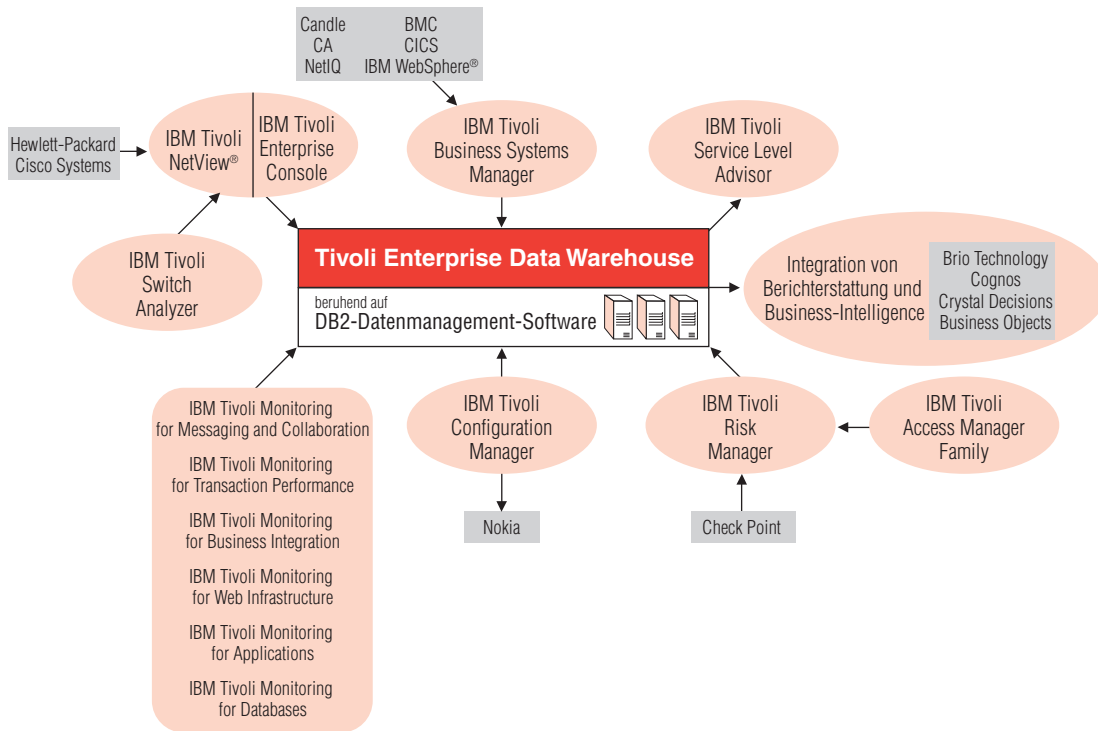 Candle BMC
CA CICS
NetIQ IBM WebSphere®
Hewlett-Packard
Cisco Systems
IBM Tivoli
NetView®
IBM Tivoli
Enterprise
Console
IBM Tivoli
Business Systems
Manager
IBM Tivoli
Service Level
Advisor
IBM Tivoli
Switch
Analyzer
Tivoli Enterprise Data Warehouse
beruhend auf
DB2-Datenmanagement-Software
Integration von
Berichterstattung und
Business-Intelligence
Brio Technology
Cognos
Crystal Decisions
Business Objects
IBM Tivoli Monitoring
for Messaging and Collaboration
IBM Tivoli Monitoring
for Transaction Performance
IBM Tivoli Monitoring
for Business Integration
IBM Tivoli Monitoring
for Web Infrastructure
IBM Tivoli Monitoring
for Applications
IBM Tivoli Monitoring
for Databases
IBM Tivoli
Configuration
Manager
Nokia
IBM Tivoli
Risk
Manager
Check Point
IBM Tivoli
Access Manager
Family